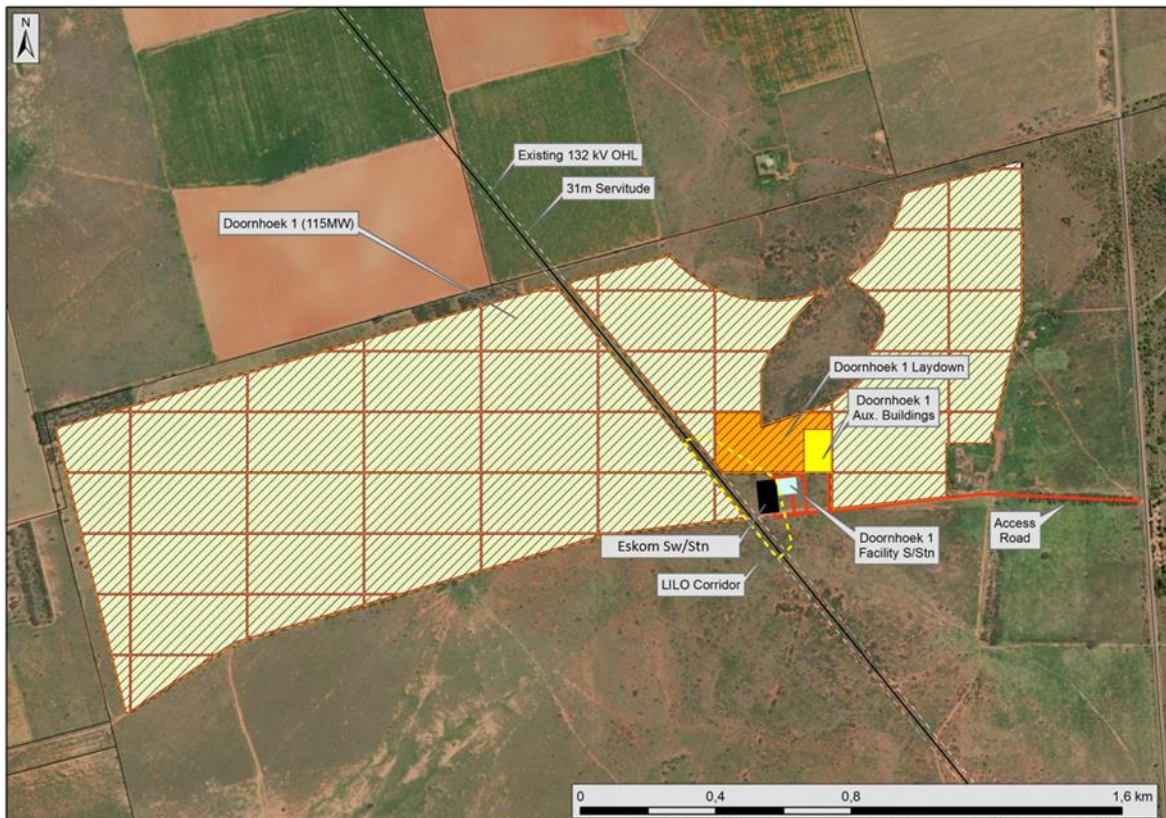 N
Existing 132 kV OHL
31m Servitude
Doornhoek 1 (115MW)
Doornhoek 1 Laydown
Doornhoek 1
Aux. Buildings
Eskom Sw/Stn
Doornhoek 1
Facility S/Stn
Access
Road
LILO Corridor
0
0,4
0,8
1,6 km